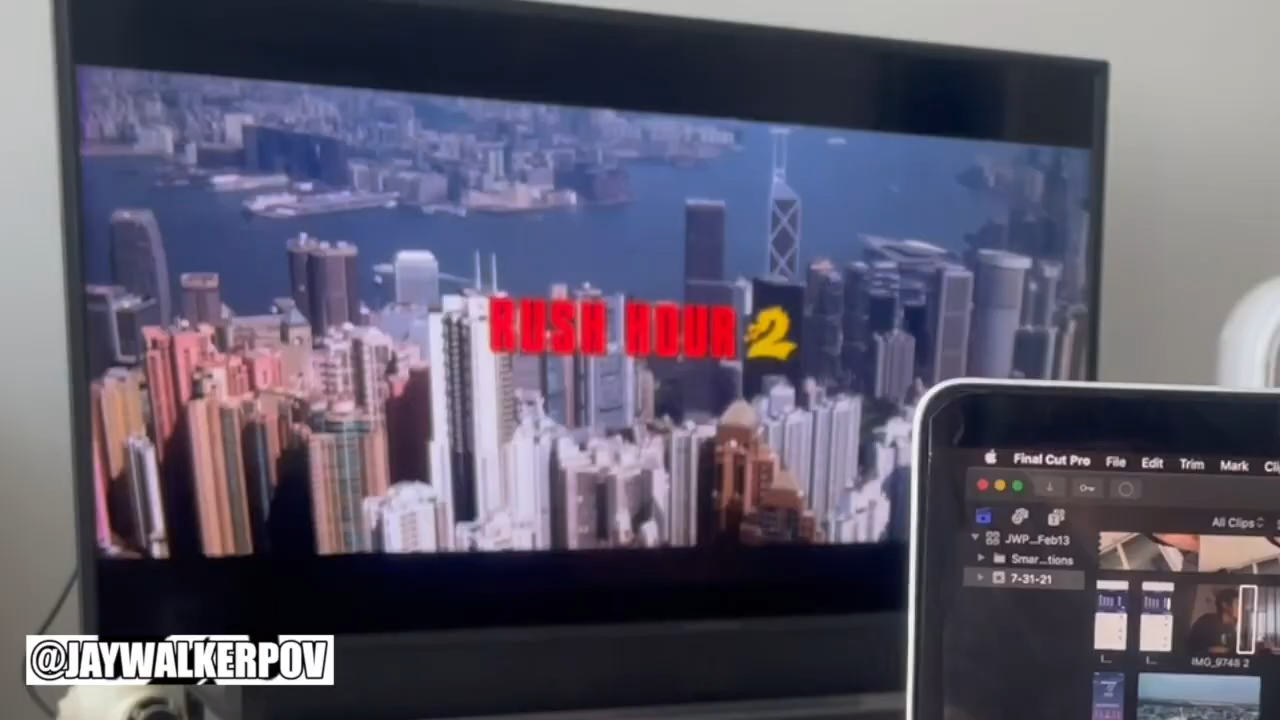 RUSH HOUR 2
Final Cut Pro File Edit Trim Mark
All Clips
JWP...Feb13
Smar...tions
7-31-21
I... I... IMG_9748 2
@JAYWALKERPOV